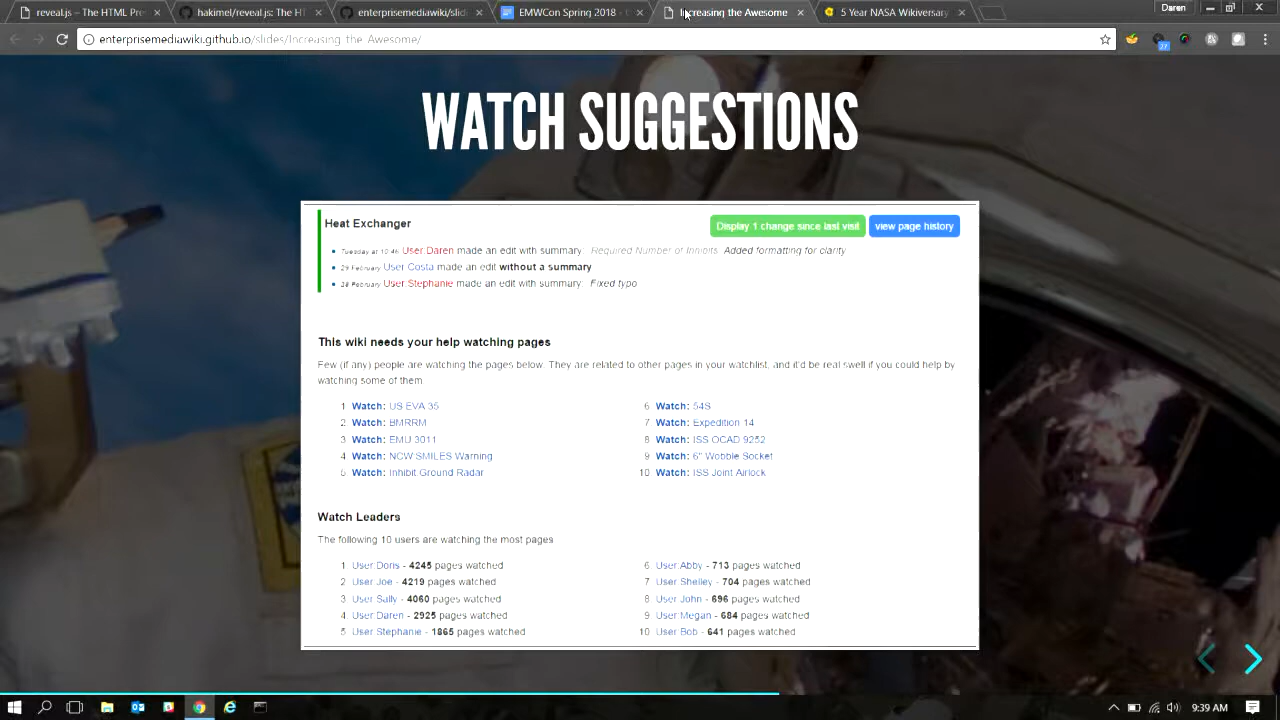 reveal.js – The HTML Pre
hakimel/reveal.js: The HT
enterprisemediawiki/slid
EMWCon Spring 2018 -
Increasing the Awesome
5 Year NASA Wikiversary
Daren
enterprisemediawiki.github.io/slides/Increasing_the_Awesome/
27
WATCH SUGGESTIONS
Heat Exchanger
Display 1 change since last visit
view page history
Tuesday at 10:46 User:Daren made an edit with summary: Required Number of Inhibits Added formatting for clarity
29 February User:Costa made an edit without a summary
28 February User:Stephanie made an edit with summary: Fixed typo
This wiki needs your help watching pages
Few (if any) people are watching the pages below. They are related to other pages in your watchlist, and it'd be real swell if you could help by
watching some of them
1 Watch: US EVA 35
2 Watch: BMRRM
3 Watch: EMU 3011
4 Watch: NCW SMILES Warning
5 Watch: Inhibit Ground Radar
6 Watch: 54S
7 Watch: Expedition 14
8 Watch: ISS OCAD 9252
9 Watch: 6" Wobble Socket
10 Watch: ISS Joint Airlock
Watch Leaders
The following 10 users are watching the most pages
1. User:Doris - 4245 pages watched
2 User:Joe - 4219 pages watched
3. User:Sally - 4060 pages watched
4 User:Daren - 2925 pages watched
5 User:Stephanie - 1865 pages watched
6. User:Abby - 713 pages watched
7 User:Shelley - 704 pages watched
8 User:John - 696 pages watched
9 User:Megan - 684 pages watched
10 User:Bob - 641 pages watched
9:39 AM